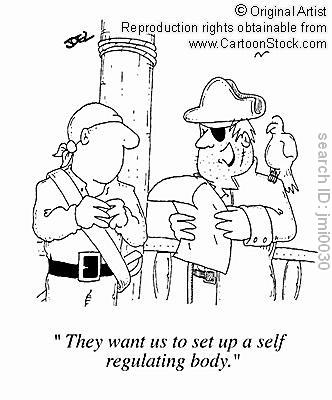 © Original Artist
Reproduction rights obtainable from
www.CartoonStock.com
JOEL
search ID: jmi0030
" They want us to set up a self
regulating body."